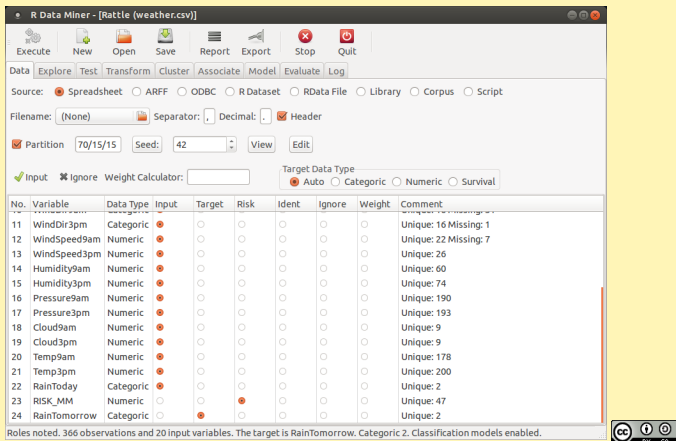 R Data Miner - [Rattle (weather.csv)]
Execute New Open Save Report Export Stop Quit
Data Explore Test Transform Cluster Associate Model Evaluate Log
Source: Spreadsheet ARFF ODBC R Dataset RData File Library Corpus Script
Filename: (None) Separator: , Decimal: . Header
Partition 70/15/15 Seed: 42 View Edit
Input Ignore Weight Calculator: Target Data Type
Auto Categoric Numeric Survival
No. Variable Data Type Input Target Risk Ident Ignore Weight Comment
11 WindDir3pm Categoric Unique: 16 Missing: 1
12 WindSpeed9am Numeric Unique: 22 Missing: 7
13 WindSpeed3pm Numeric Unique: 26
14 Humidity9am Numeric Unique: 60
15 Humidity3pm Numeric Unique: 74
16 Pressure9am Numeric Unique: 190
17 Pressure3pm Numeric Unique: 193
18 Cloud9am Numeric Unique: 9
19 Cloud3pm Numeric Unique: 9
20 Temp9am Numeric Unique: 178
21 Temp3pm Numeric Unique: 200
22 RainToday Categoric Unique: 2
23 RISK_MM Numeric Unique: 47
24 RainTomorrow Categoric Unique: 2
Roles noted. 366 observations and 20 input variables. The target is RainTomorrow. Categoric 2. Classification models enabled.
cc